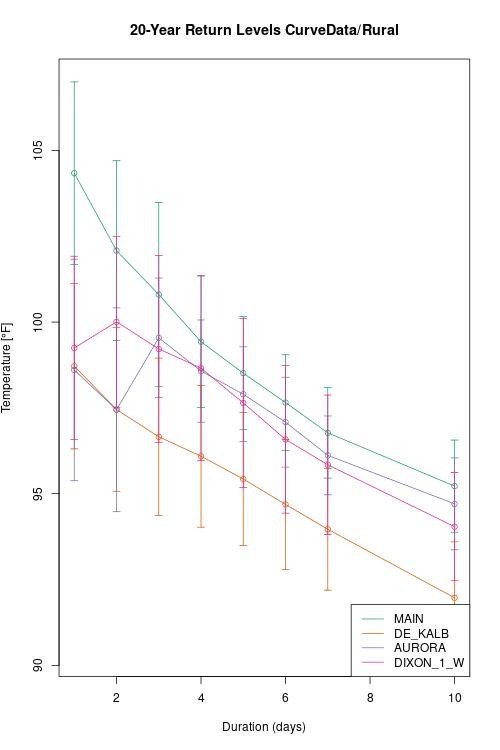 20-Year Return Levels CurveData/Rural
Temperature [°F]
105
100
95
90
2
4
6
8
10
Duration (days)
MAIN
DE_KALB
AURORA
DIXON_1_W